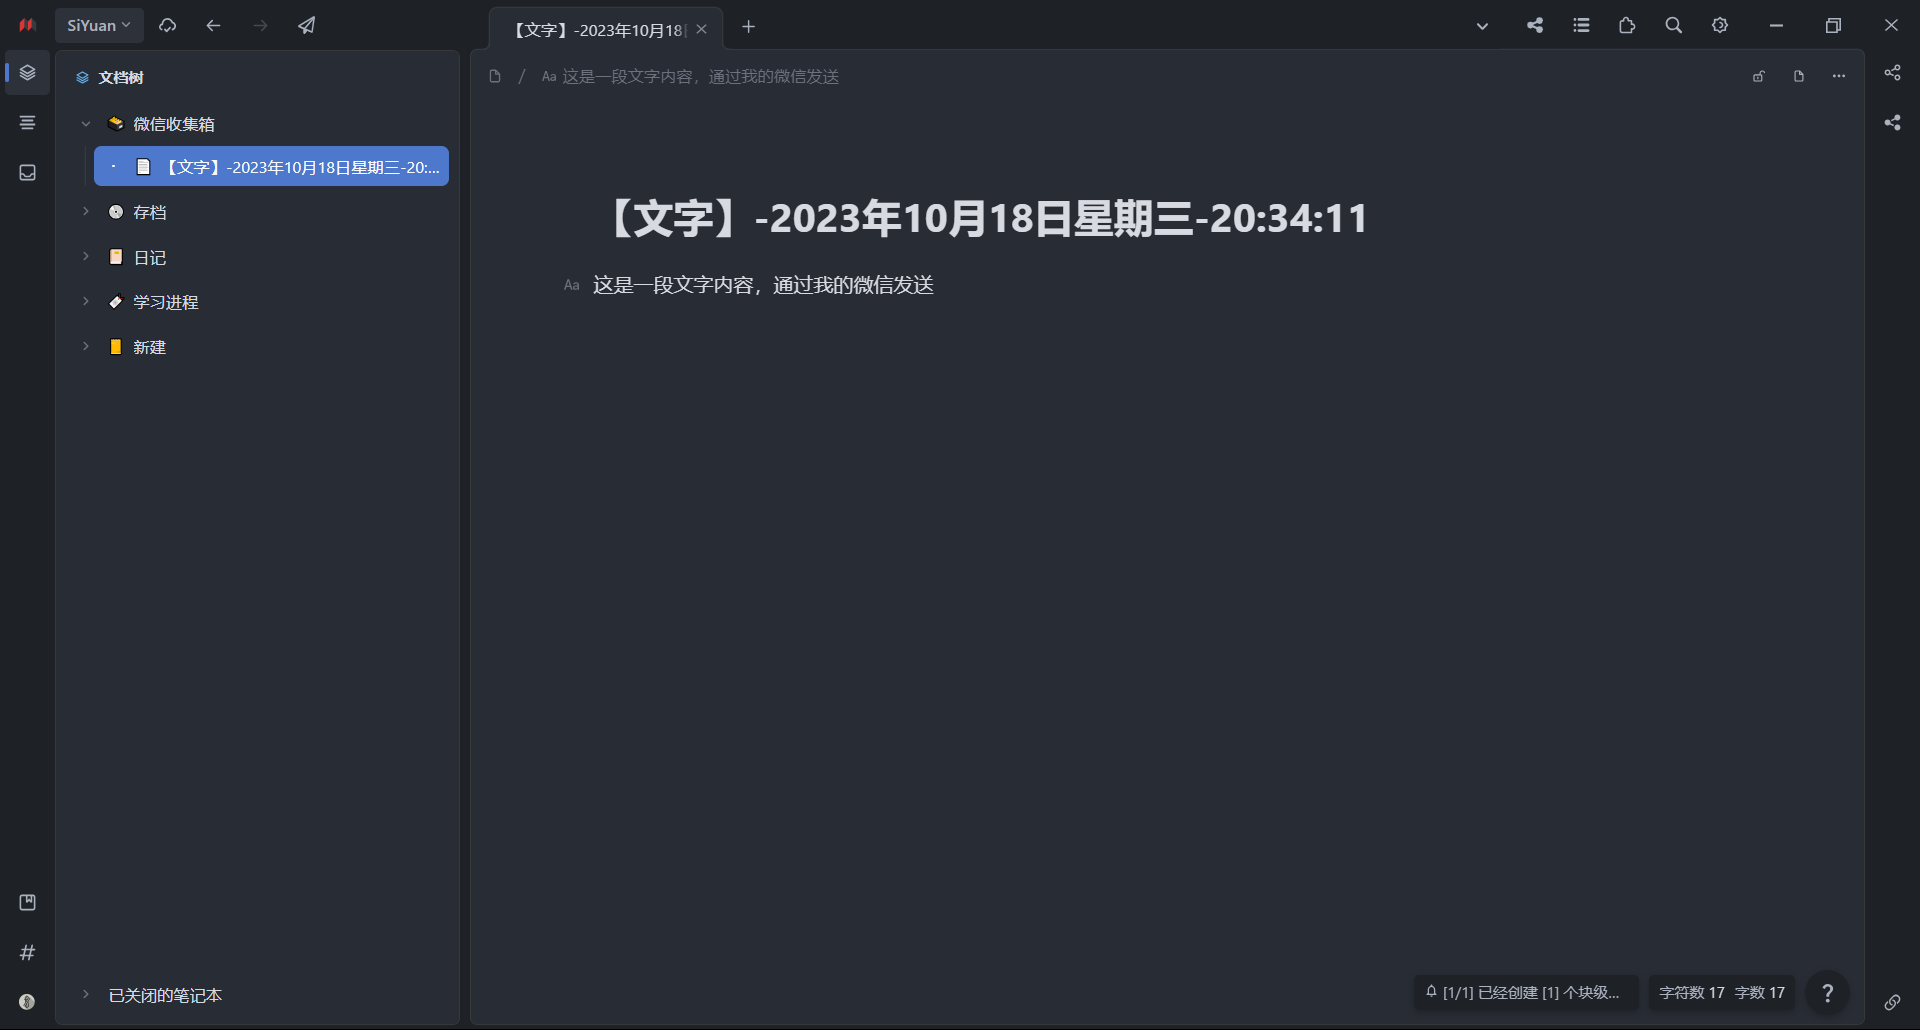 SiYuan
【文字】-2023年10月18
文档树
微信收集箱
【文字】-2023年10月18日星期三-20:...
存档
日记
学习进程
新建
已关闭的笔记本
/ Aa 这是一段文字内容，通过我的微信发送
【文字】-2023年10月18日星期三-20:34:11
Aa 这是一段文字内容，通过我的微信发送
[1/1] 已经创建 [1] 个块级...
字符数 17 字数 17
?